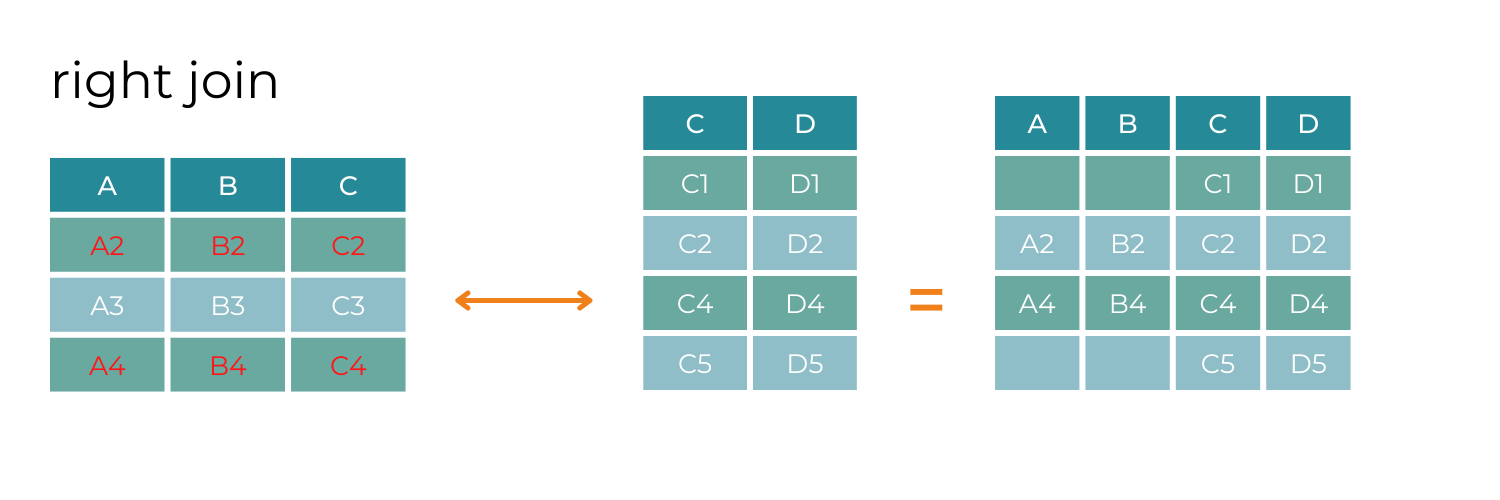 right join
A B C
A2 B2 C2
A3 B3 C3
A4 B4 C4
C D
C1 D1
C2 D2
C4 D4
C5 D5
=
A B C D
C1 D1
A2 B2 C2 D2
A4 B4 C4 D4
C5 D5